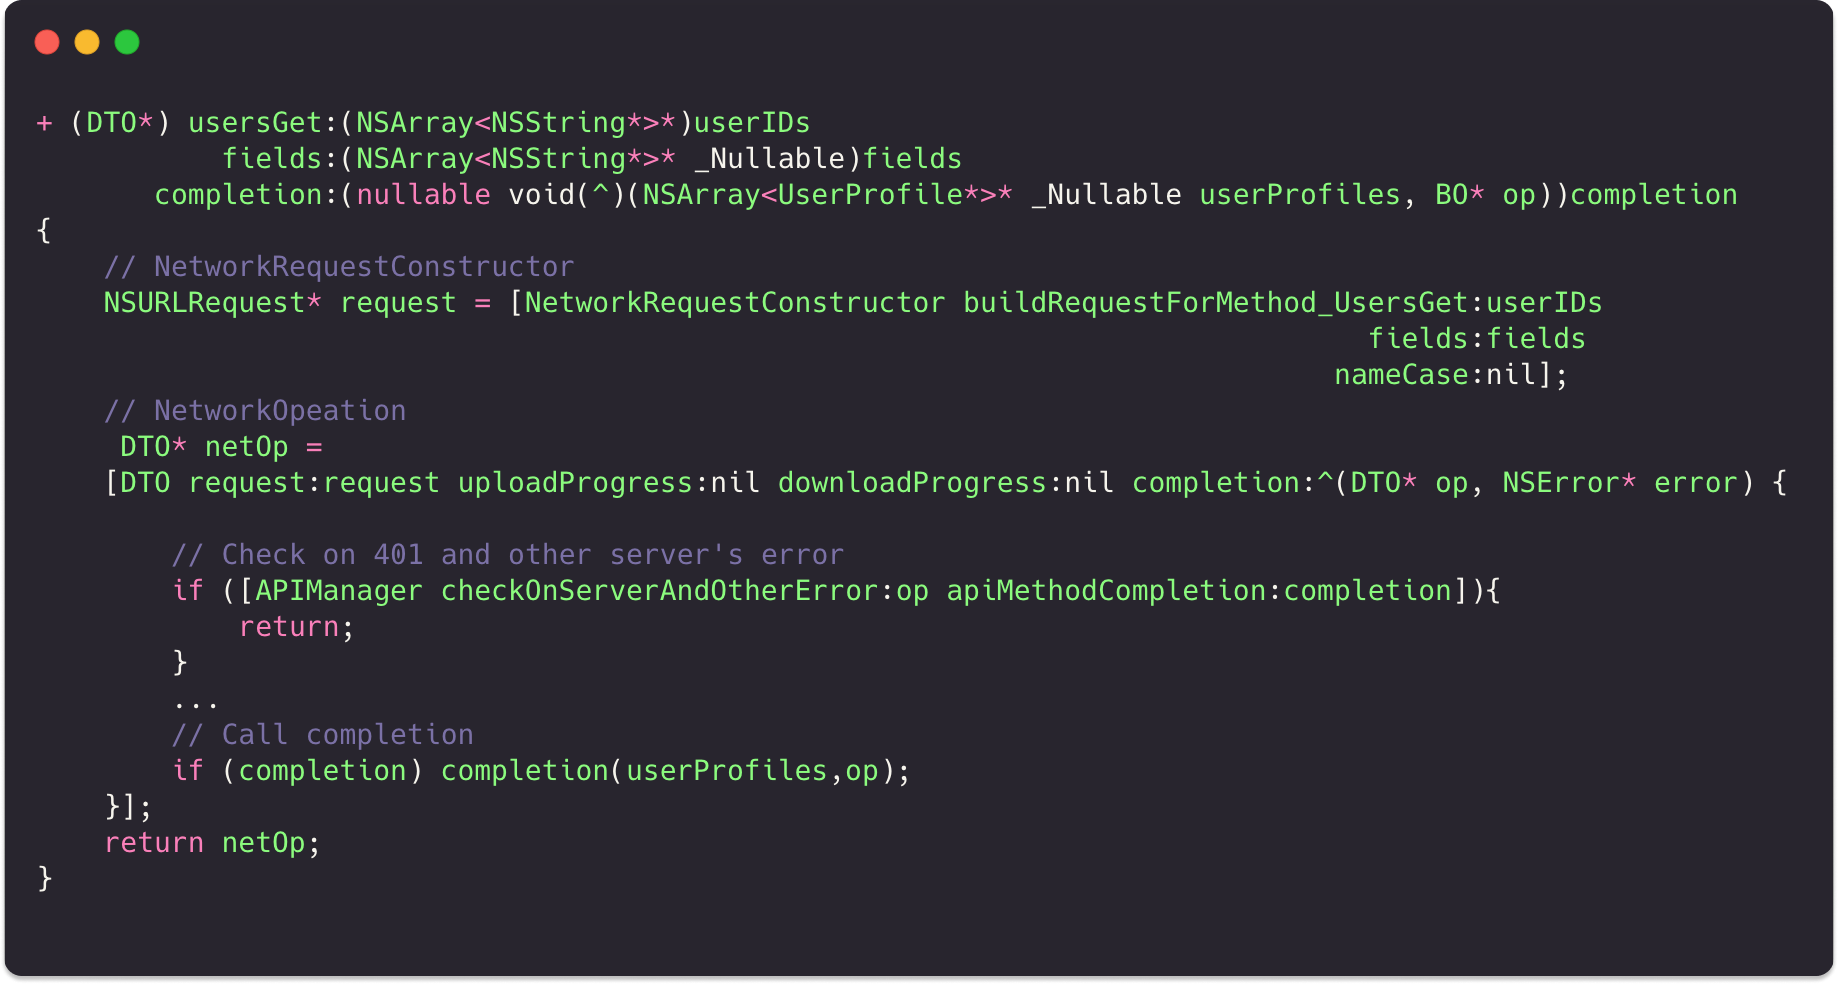 + (DTO*) usersGet:(NSArray<NSString*>*)userIDs
           fields:(NSArray<NSString*>* _Nullable)fields
       completion:(nullable void(^)(NSArray<UserProfile*>* _Nullable userProfiles, BO* op))completion
{
    // NetworkRequestConstructor
    NSURLRequest* request = [NetworkRequestConstructor buildRequestForMethod_UsersGet:userIDs
                                                                               fields:fields
                                                                             nameCase:nil];
    // NetworkOpeation
     DTO* netOp =
    [DTO request:request uploadProgress:nil downloadProgress:nil completion:^(DTO* op, NSError* error) {
        // Check on 401 and other server's error
        if ([APIManager checkOnServerAndOtherError:op apiMethodCompletion:completion]){
            return;
        }
        ...
        // Call completion
        if (completion) completion(userProfiles,op);
    }];
    return netOp;
}